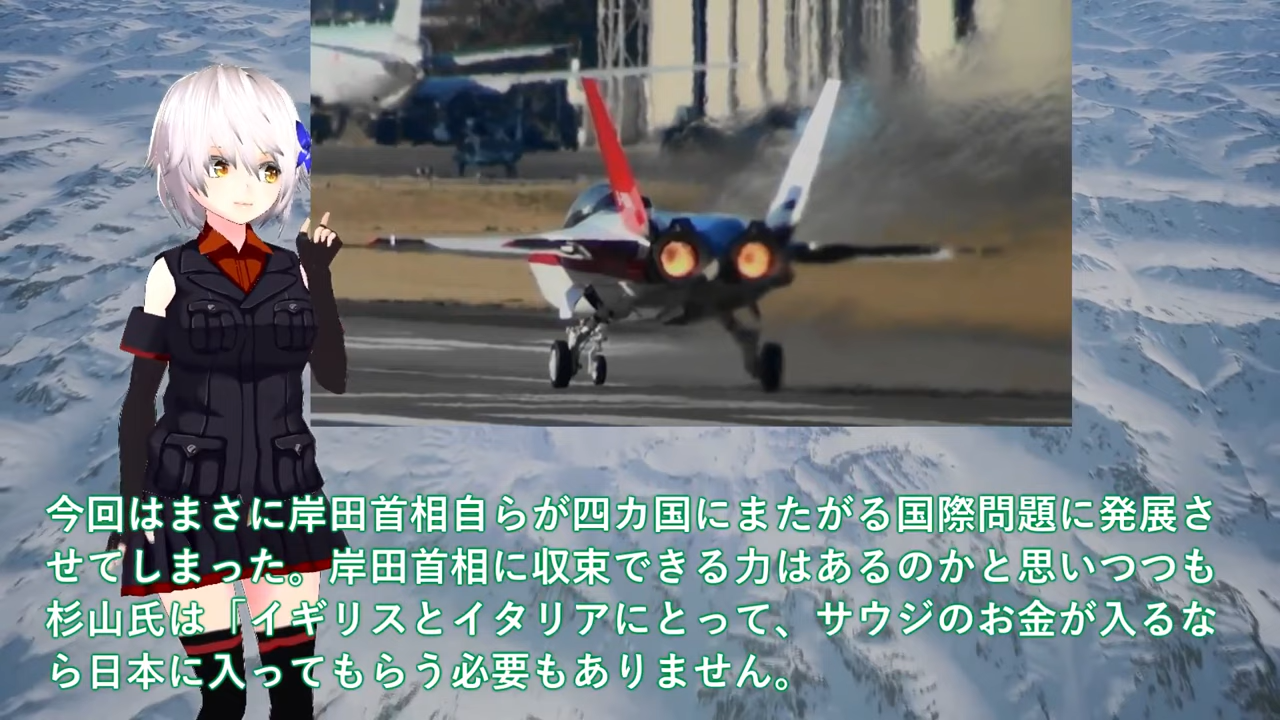 今回はまさに岸田首相自らが四カ国にまたがる国際問題に発展さ
せてしまった。岸田首相に収束できる力はあるのかと思いつつも
杉山氏は「イギリスとイタリアにとって、サウジのお金が入るな
ら日本に入ってもらう必要もありません。